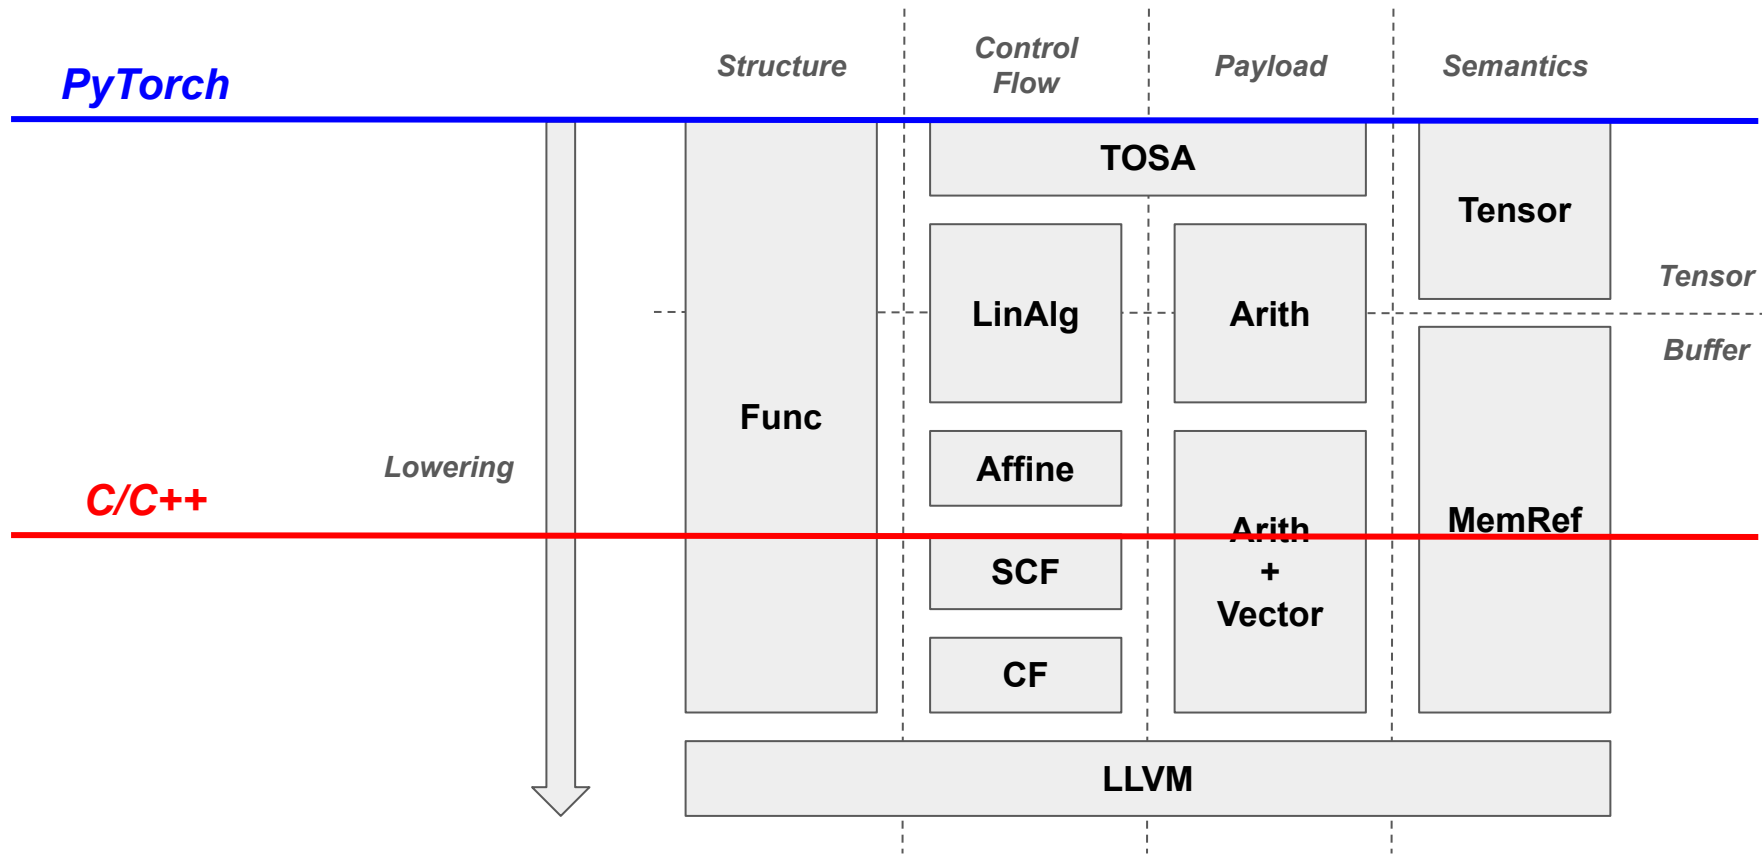 Structure
Control
Flow
Payload
Semantics
PyTorch
TOSA
Tensor
Tensor
LinAlg
Arith
Buffer
Func
Lowering
Affine
C/C++
Arith
+
Vector
MemRef
SCF
CF
LLVM